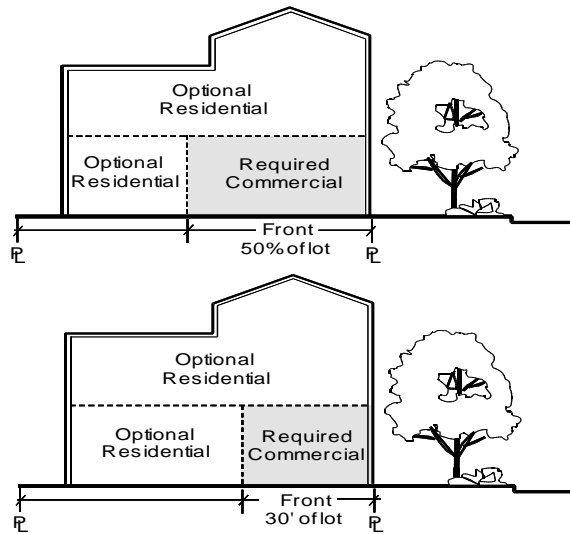 Optional
Residential
Optional
Residential
Required
Commercial
Front
50% of lot
PL
PL
Optional
Residential
Optional
Residential
Required
Commercial
Front
30' of lot
PL
PL